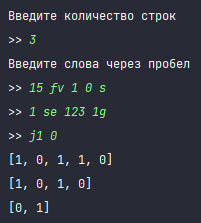 Введите количество строк
>> 3
Введите слова через пробел
>> 15 fv 1 0 s
>> 1 se 123 1g
>> j1 0
[1, 0, 1, 1, 0]
[1, 0, 1, 0]
[0, 1]